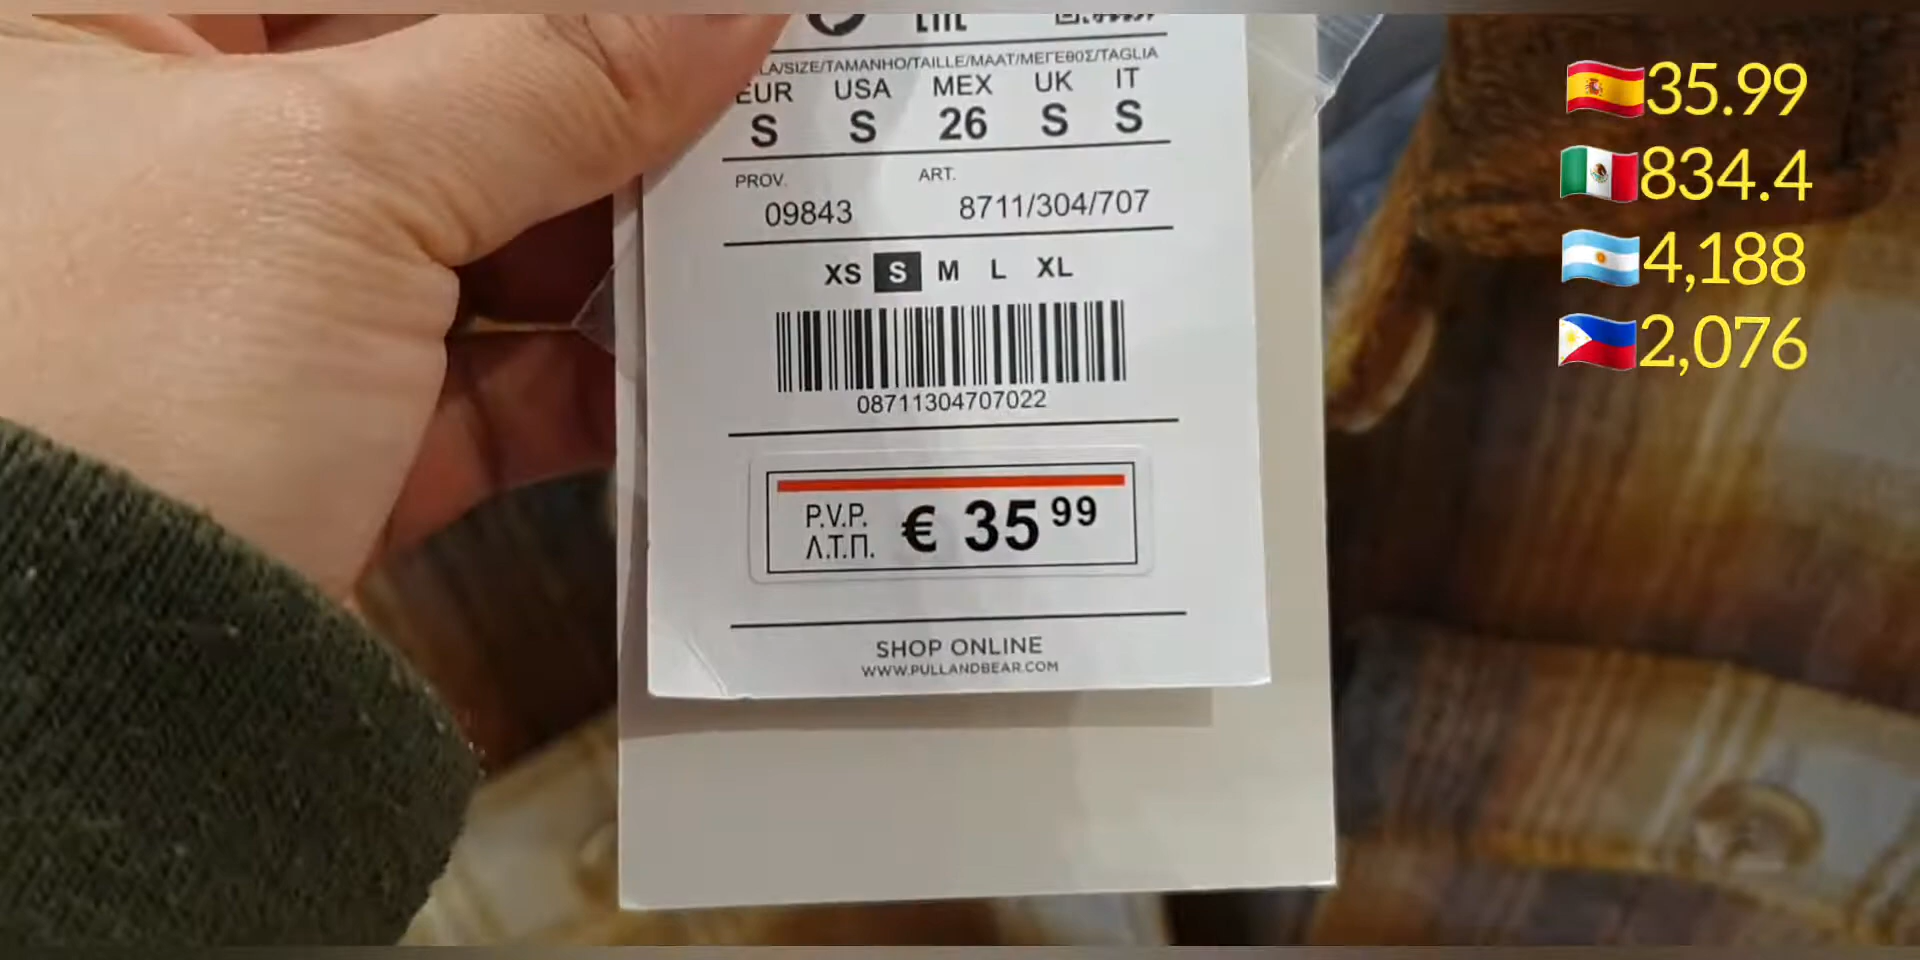 LA/SIZE/TAMANHO/TAILLE/MAAT/ΜΕΓΕΘΟΣ/TAGLIA
EUR USA MEX UK IT
S S 26 S S
PROV. ART.
09843 8711/304/707
XS S M L XL
08711304707022
P.V.P. € 35 99
Λ.Τ.Π.
SHOP ONLINE
WWW.PULLANDBEAR.COM
35.99
834.4
4,188
2,076